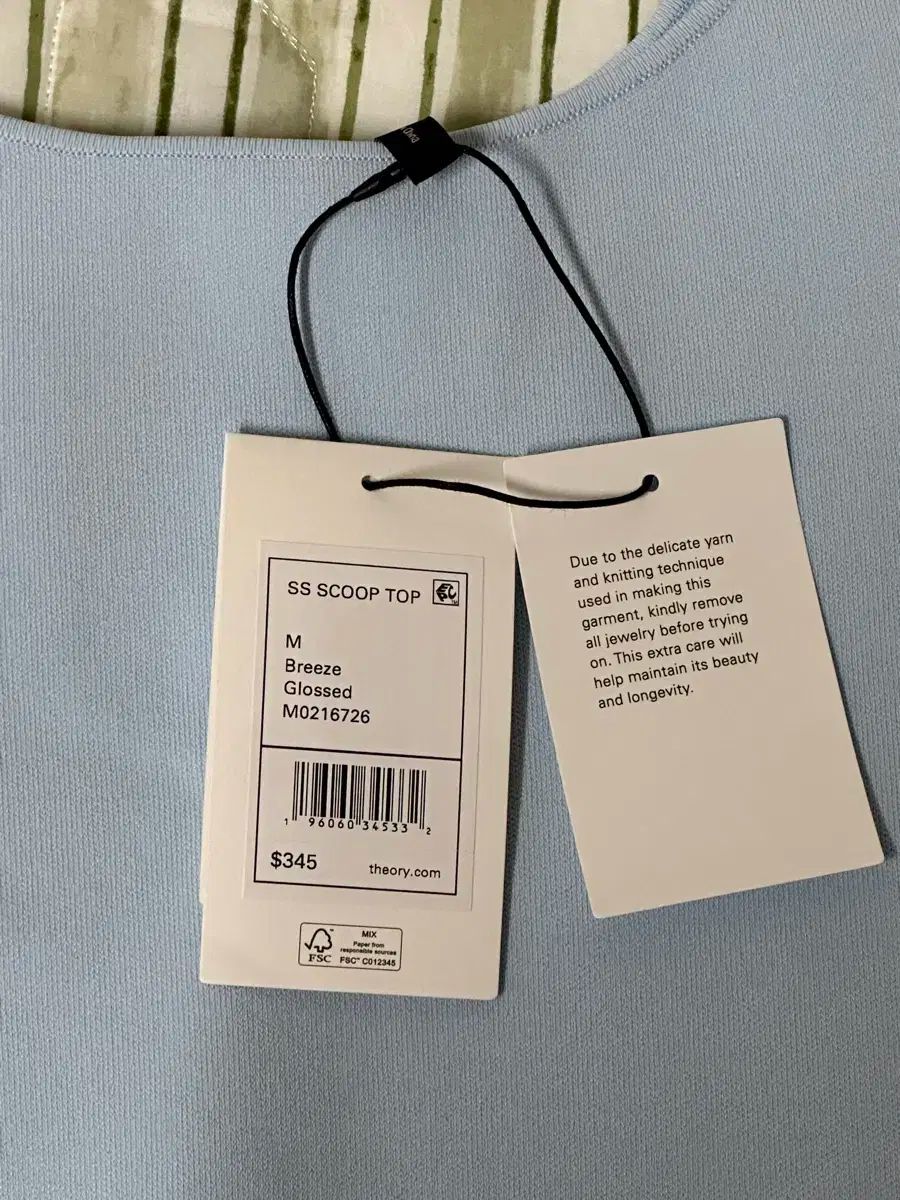 SS SCOOP TOP
M
Breeze
Glossed
M0216726
1 96060 34533 2
$345
theory.com
MIX
Paper from
responsible sources
FSC
FSC™ C012345
Due to the delicate yarn
and knitting technique
used in making this
garment, kindly remove
all jewelry before trying
on. This extra care will
help maintain its beauty
and longevity.